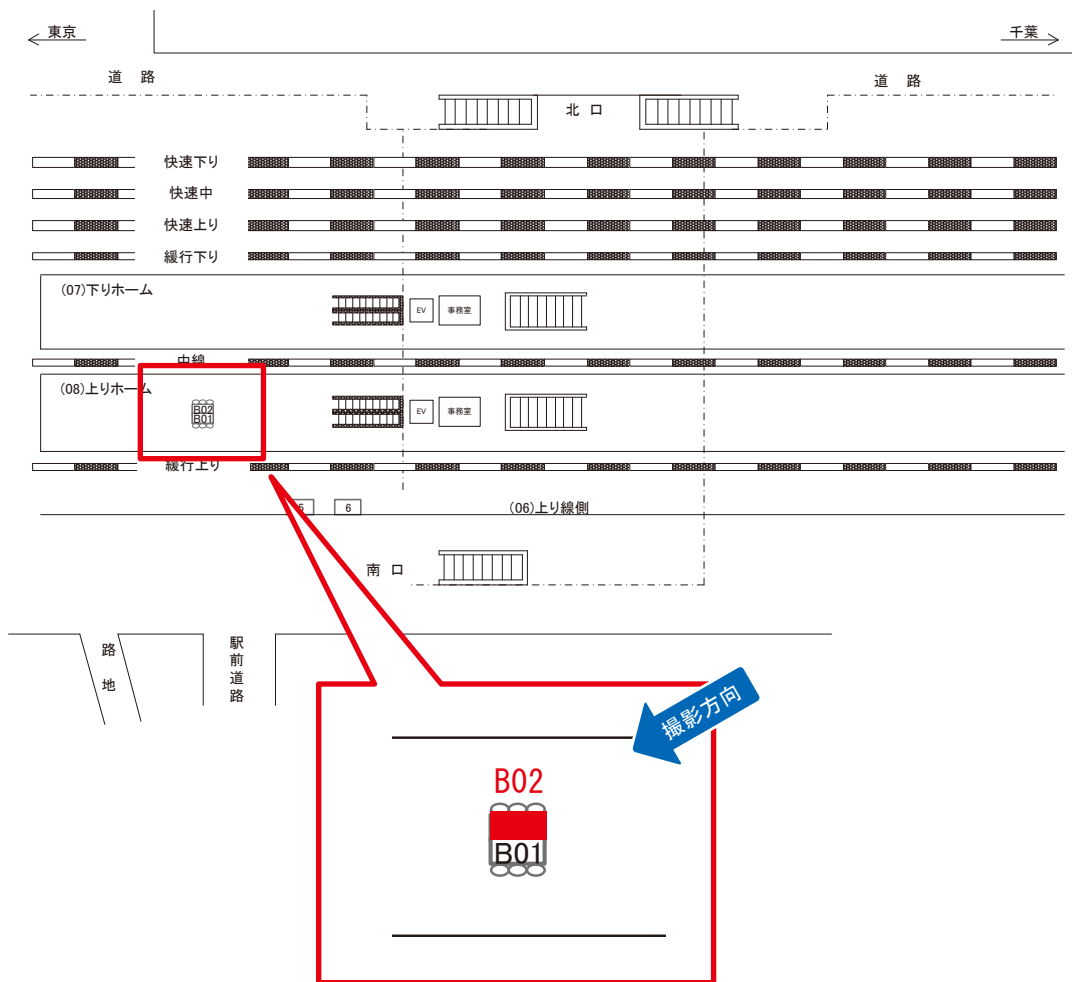 東京
千葉
道 路
道 路
北 口
快速下り
快速中
快速上り
緩行下り
(07)下りホーム
EV
事務室
中線
(08)上りホーム
B02
B01
EV
事務室
緩行上り
5
6
(06)上り線側
南 口
路地
駅前道路
撮影方向
B02
B01